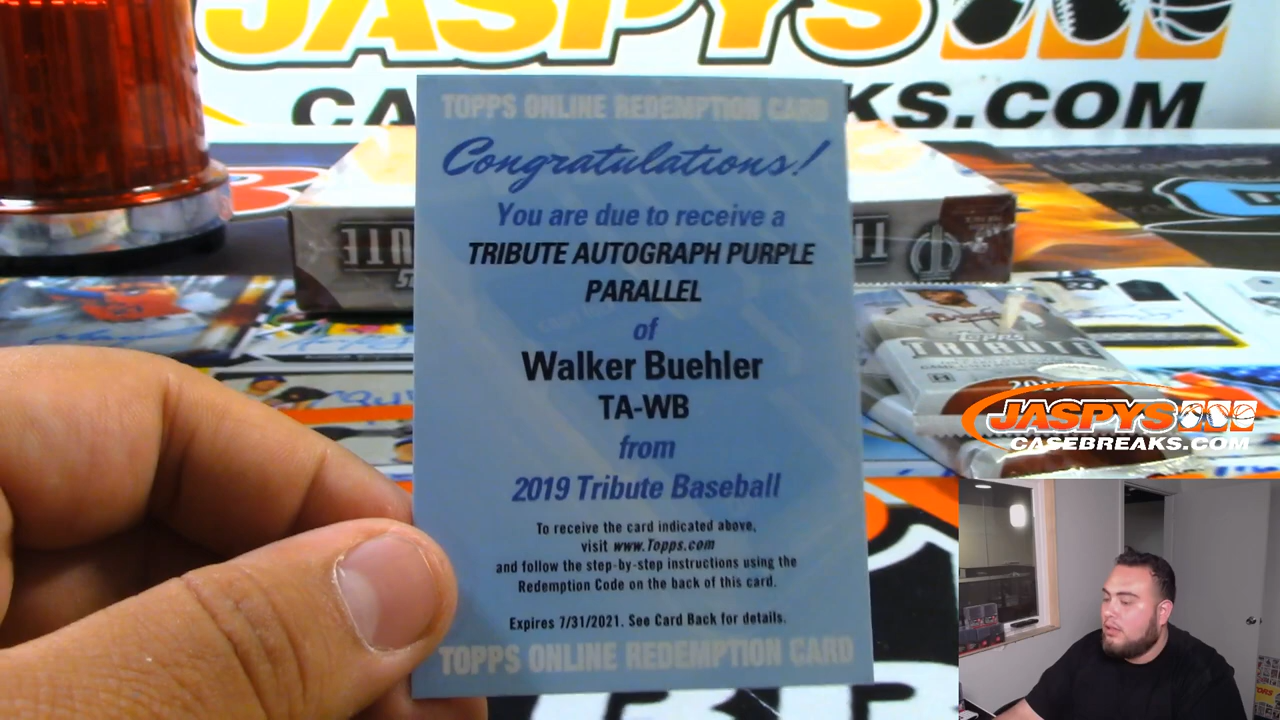 JASPYS
CA KS.COM
TOPPS ONLINE REDEMPTION CARD
Congratulations!
You are due to receive a
TRIBUTE AUTOGRAPH PURPLE
PARALLEL
of
Walker Buehler
TA-WB
from
2019 Tribute Baseball
To receive the card indicated above,
visit www.Topps.com
and follow the step-by-step instructions using the
Redemption Code on the back of this card.
Expires 7/31/2021. See Card Back for details.
TOPPS ONLINE REDEMPTION CARD
TOPPS
TRIBUTE
JASPYS
CASEBREAKS.COM